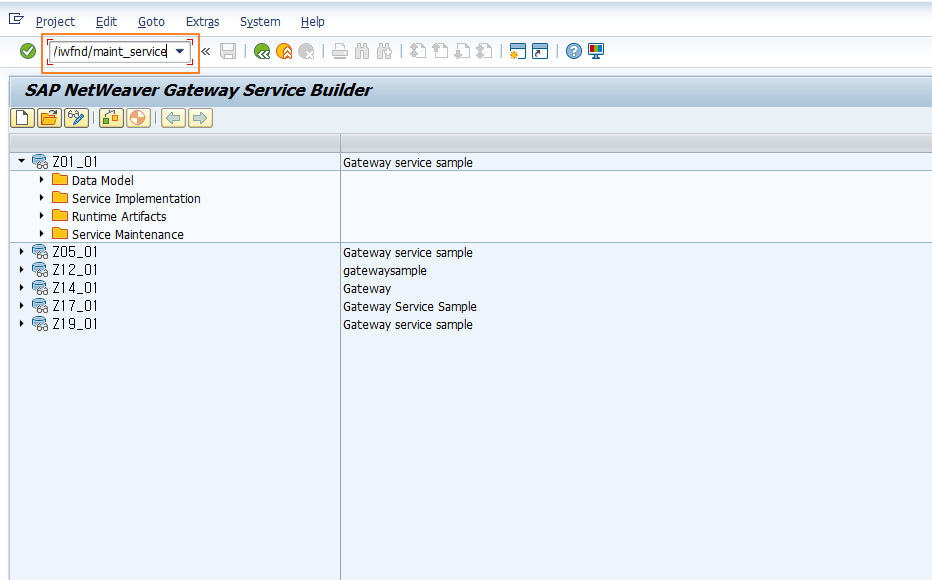 Project Edit Goto Extras System Help
/iwfnd/maint_service
SAP NetWeaver Gateway Service Builder
Z01_01 Gateway service sample
Data Model
Service Implementation
Runtime Artifacts
Service Maintenance
Z05_01 Gateway service sample
Z12_01 gatewaysample
Z14_01 Gateway
Z17_01 Gateway Service Sample
Z19_01 Gateway service sample